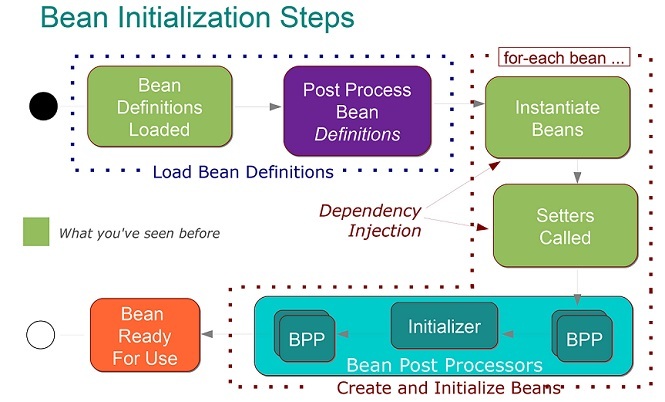 Bean Initialization Steps
for-each bean ...
Bean
Definitions
Loaded
Post Process
Bean
Definitions
Instantiate
Beans
Load Bean Definitions
Dependency
Injection
Setters
Called
What you've seen before
Bean
Ready
For Use
BPP
Initializer
BPP
Bean Post Processors
Create and Initialize Beans